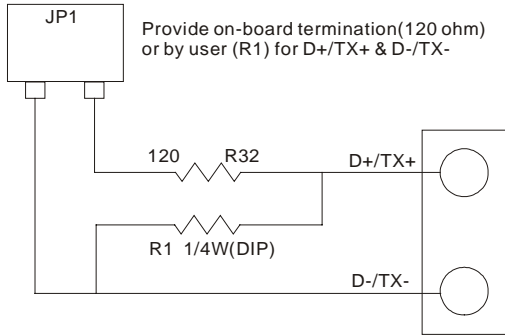 JP1
Provide on-board termination(120 ohm)
or by user (R1) for D+/TX+ & D-/TX-
120 R32
D+/TX+
R1 1/4W(DIP)
D-/TX-